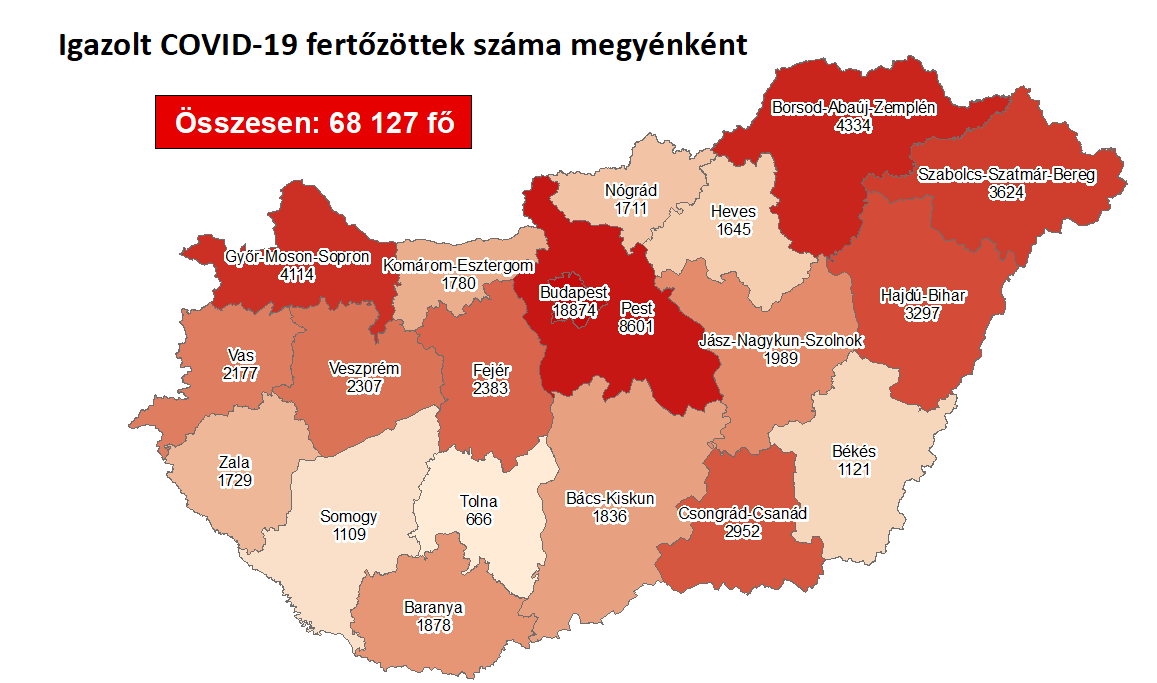 Igazolt COVID-19 fertőzöttek száma megyénként
Összesen: 68 127 fő
Borsod-Abaúj-Zemplén
4334
Szabolcs-Szatmár-Bereg
3624
Nógrád
1711
Heves
1645
Győr-Moson-Sopron
4114
Komárom-Esztergom
1780
Budapest
18874
Pest
8601
Hajdú-Bihar
3297
Jász-Nagykun-Szolnok
1989
Vas
2177
Veszprém
2307
Fejér
2383
Békés
1121
Zala
1729
Tolna
666
Bács-Kiskun
1836
Csongrád-Csanád
2952
Somogy
1109
Baranya
1878